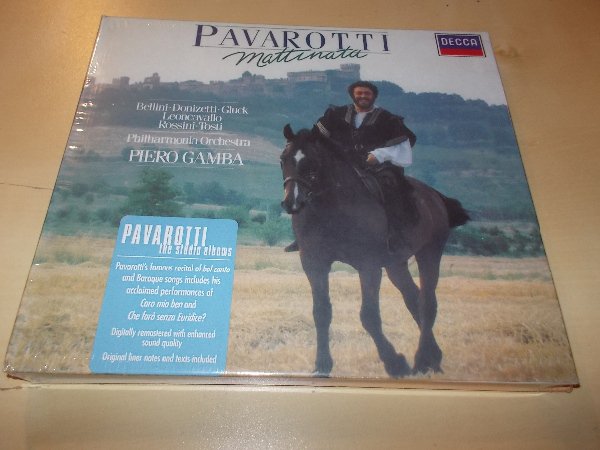 PAVAROTTI
Mattinata
DECCA
Bellini·Donizetti·Gluck
Leoncavallo
Rossini·Tosti
Philharmonia Orchestra
PIERO GAMBA
PAVAROTTI
the studio albums
Pavarotti's famous recital of bel canto
and Baroque songs includes his
acclaimed performances of
Caro mio ben and
Che farò senza Euridice?
Digitally remastered with enhanced
sound quality
Original liner notes and texts included